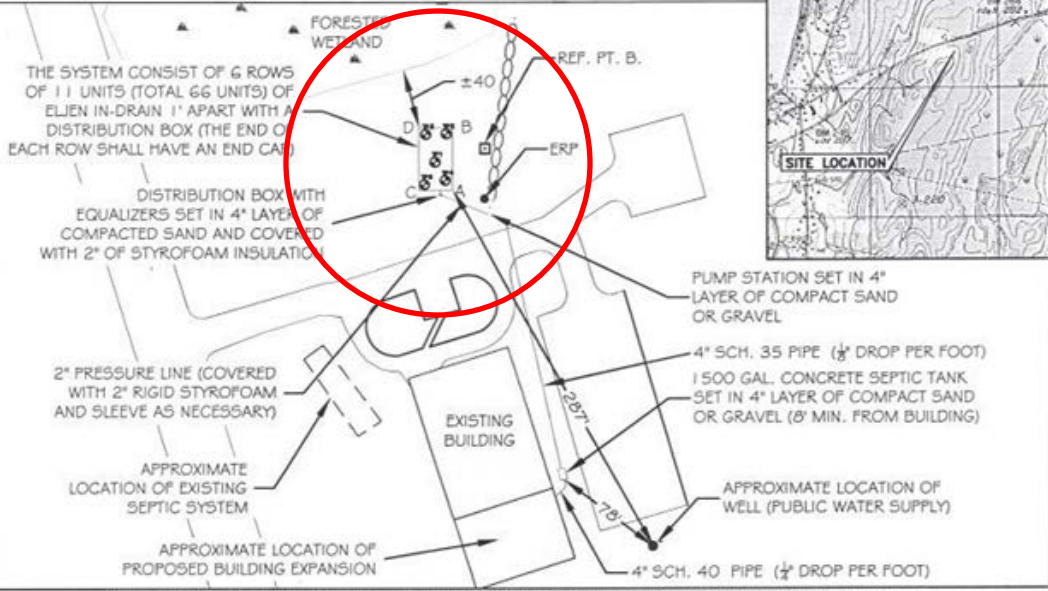 FORESTED
WETLAND
REF. PT. B.
THE SYSTEM CONSIST OF 6 ROWS
OF 11 UNITS (TOTAL 66 UNITS) OF
ELJEN IN-DRAIN 1' APART WITH A
DISTRIBUTION BOX (THE END OF
EACH ROW SHALL HAVE AN END CAP)
±40
D
B
ERP
C
A
SITE LOCATION
DISTRIBUTION BOX WITH
EQUALIZERS SET IN 4" LAYER OF
COMPACTED SAND AND COVERED
WITH 2" OF STYROFOAM INSULATION
PUMP STATION SET IN 4"
LAYER OF COMPACT SAND
OR GRAVEL
4" SCH. 35 PIPE (⅛" DROP PER FOOT)
2" PRESSURE LINE (COVERED
WITH 2" RIGID STYROFOAM
AND SLEEVE AS NECESSARY)
1500 GAL. CONCRETE SEPTIC TANK
SET IN 4" LAYER OF COMPACT SAND
OR GRAVEL (8' MIN. FROM BUILDING)
287'
EXISTING
BUILDING
APPROXIMATE
LOCATION OF EXISTING
SEPTIC SYSTEM
78'
APPROXIMATE LOCATION OF
WELL (PUBLIC WATER SUPPLY)
APPROXIMATE LOCATION OF
PROPOSED BUILDING EXPANSION
4" SCH. 40 PIPE (¼" DROP PER FOOT)